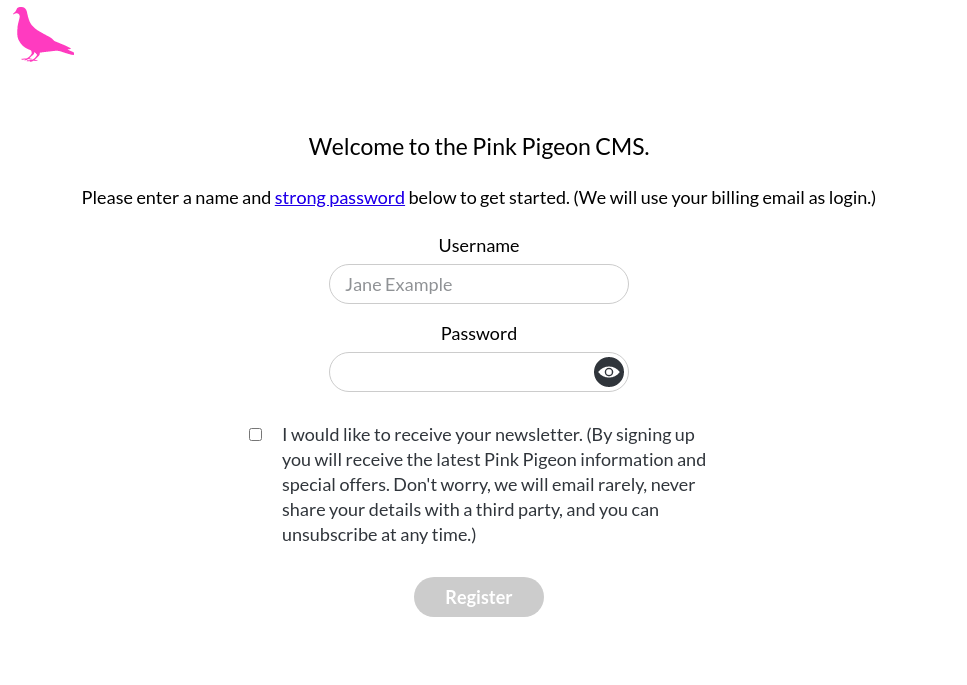 Welcome to the Pink Pigeon CMS.
Please enter a name and strong password below to get started. (We will use your billing email as login.)
Username
Jane Example
Password
I would like to receive your newsletter. (By signing up
you will receive the latest Pink Pigeon information and
special offers. Don't worry, we will email rarely, never
share your details with a third party, and you can
unsubscribe at any time.)
Register